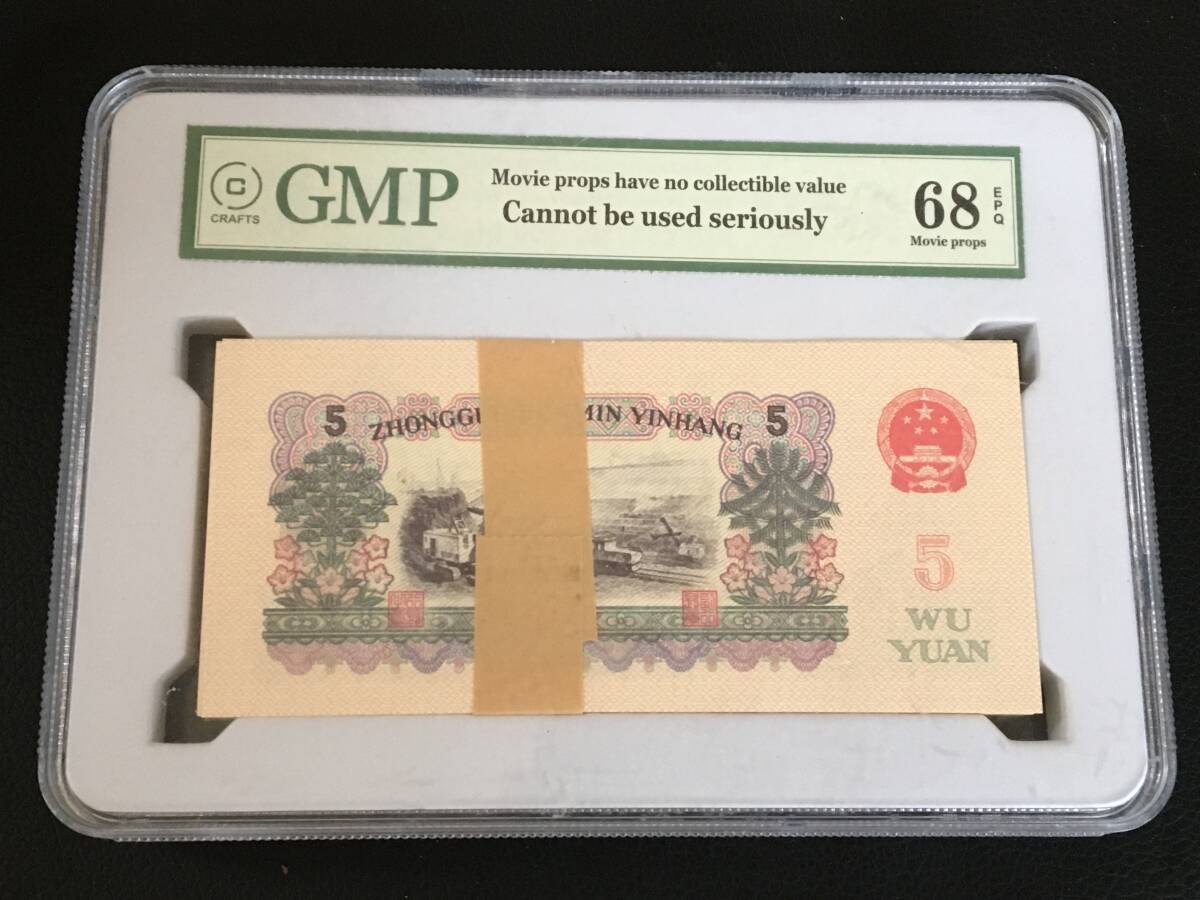 C
CRAFTS
GMP
Movie props have no collectible value
Cannot be used seriously
68
EPQ
Movie props
5
ZHONGG
MIN YINHANG
5
5
WU
YUAN